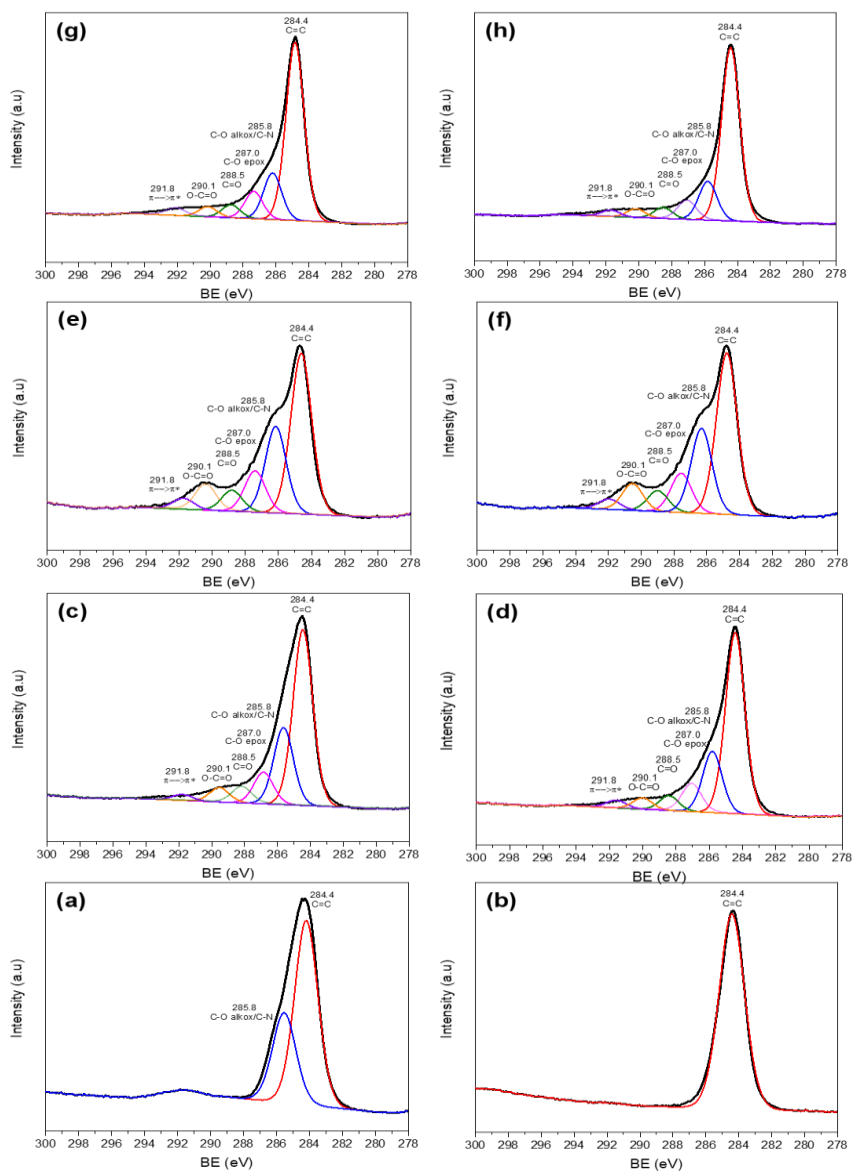 (g)
284.4
C=C
285.8
C-O alkox/C-N
287.0
C-O epox
288.5
C=O
290.1
O-C=O
291.8
π—>π*
Intensity (a.u)
300 298 296 294 292 290 288 286 284 282 280 278
BE (eV)
(h)
284.4
C=C
285.8
C-O alkox/C-N
287.0
C-O epox
288.5
C=O
290.1
O-C=O
291.8
π—>π*
Intensity (a.u)
300 298 296 294 292 290 288 286 284 282 280 278
BE (eV)
(e)
284.4
C=C
285.8
C-O alkox/C-N
287.0
C-O epox
288.5
C=O
290.1
O-C=O
291.8
π—>π*
Intensity (a.u)
300 298 296 294 292 290 288 286 284 282 280 278
BE (eV)
(f)
284.4
C=C
285.8
C-O alkox/C-N
287.0
C-O epox
288.5
C=O
290.1
O-C=O
291.8
π—>π*
Intensity (a.u)
300 298 296 294 292 290 288 286 284 282 280 278
BE (eV)
(c)
284.4
C=C
285.8
C-O alkox/C-N
287.0
C-O epox
288.5
C=O
290.1
O-C=O
291.8
π—>π*
Intensity (a.u)
300 298 296 294 292 290 288 286 284 282 280 278
BE (eV)
(d)
284.4
C=C
285.8
C-O alkox/C-N
287.0
C-O epox
288.5
C=O
290.1
O-C=O
291.8
π—>π*
Intensity (a.u)
300 298 296 294 292 290 288 286 284 282 280 278
BE (eV)
(a)
284.4
C=C
285.8
C-O alkox/C-N
Intensity (a.u)
300 298 296 294 292 290 288 286 284 282 280 278
BE (eV)
(b)
284.4
C=C
Intensity (a.u)
300 298 296 294 292 290 288 286 284 282 280 278
BE (eV)